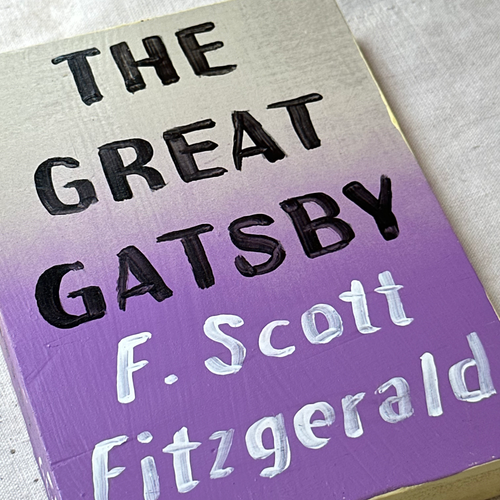 THE
GREAT
GATSBY
F. Scott
Fitzgerald